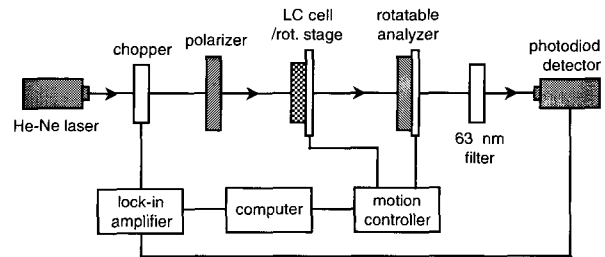 LC cell
/rot. stage
rotatable
analyzer
chopper
polarizer
photodiod
detector
He-Ne laser
63 nm
filter
lock-in
amplifier
computer
motion
controller